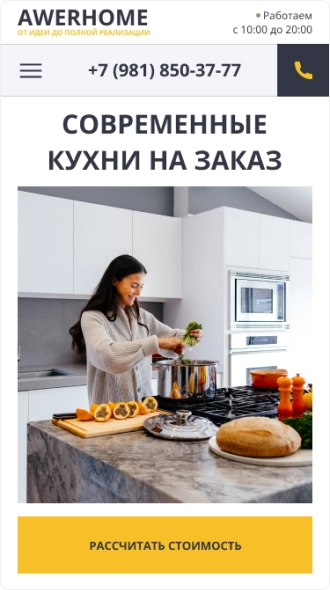 AWERHOME
ОТ ИДЕИ ДО ПОЛНОЙ РЕАЛИЗАЦИИ
Работаем
с 10:00 до 20:00
+7 (981) 850-37-77
СОВРЕМЕННЫЕ
КУХНИ НА ЗАКАЗ
РАССЧИТАТЬ СТОИМОСТЬ